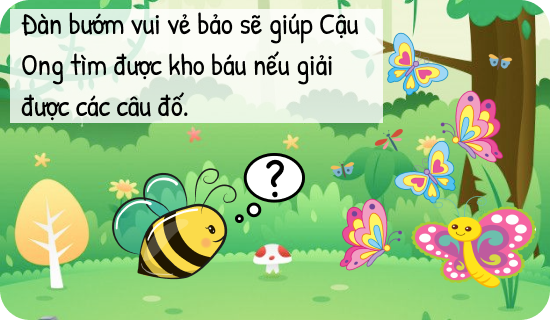 Đàn bướm vui vẻ bảo sẽ giúp Cậu
Ong tìm được kho báu nếu giải
được các câu đố.
?